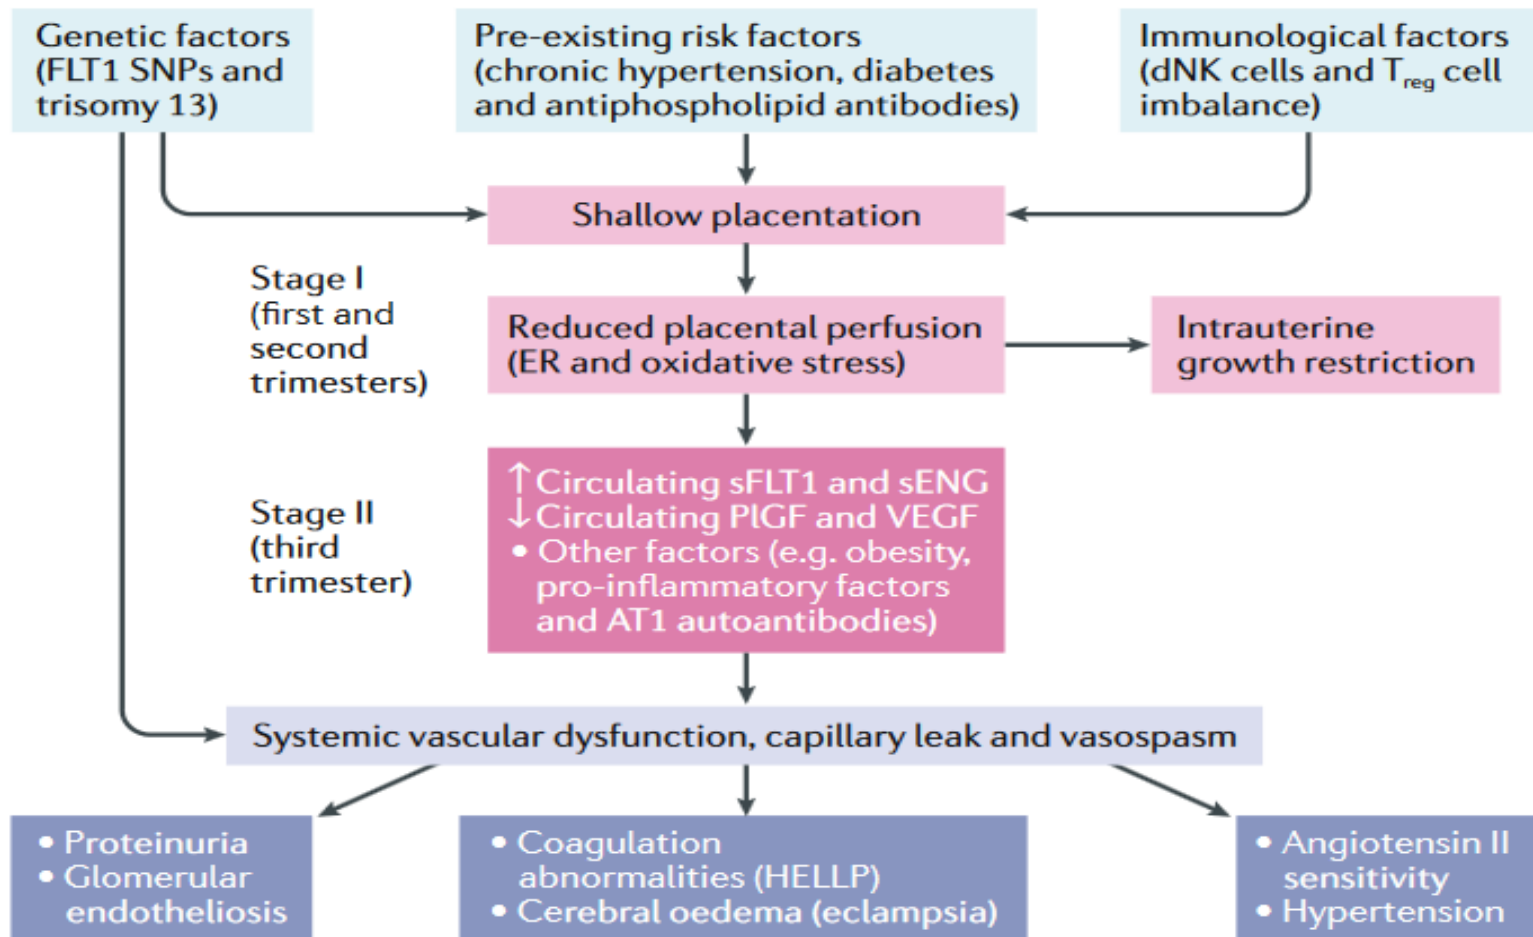 Genetic factors
(FLT1 SNPs and
trisomy 13)
Pre-existing risk factors
(chronic hypertension, diabetes
and antiphospholipid antibodies)
Immunological factors
(dNK cells and Treg cell
imbalance)
Shallow placentation
Stage I
(first and
second
trimesters)
Reduced placental perfusion
(ER and oxidative stress)
Intrauterine
growth restriction
Stage II
(third
trimester)
↑ Circulating sFLT1 and sENG
↓ Circulating PlGF and VEGF
• Other factors (e.g. obesity,
pro-inflammatory factors
and AT1 autoantibodies)
Systemic vascular dysfunction, capillary leak and vasospasm
• Proteinuria
• Glomerular
endotheliosis
• Coagulation
abnormalities (HELLP)
• Cerebral oedema (eclampsia)
• Angiotensin II
sensitivity
• Hypertension